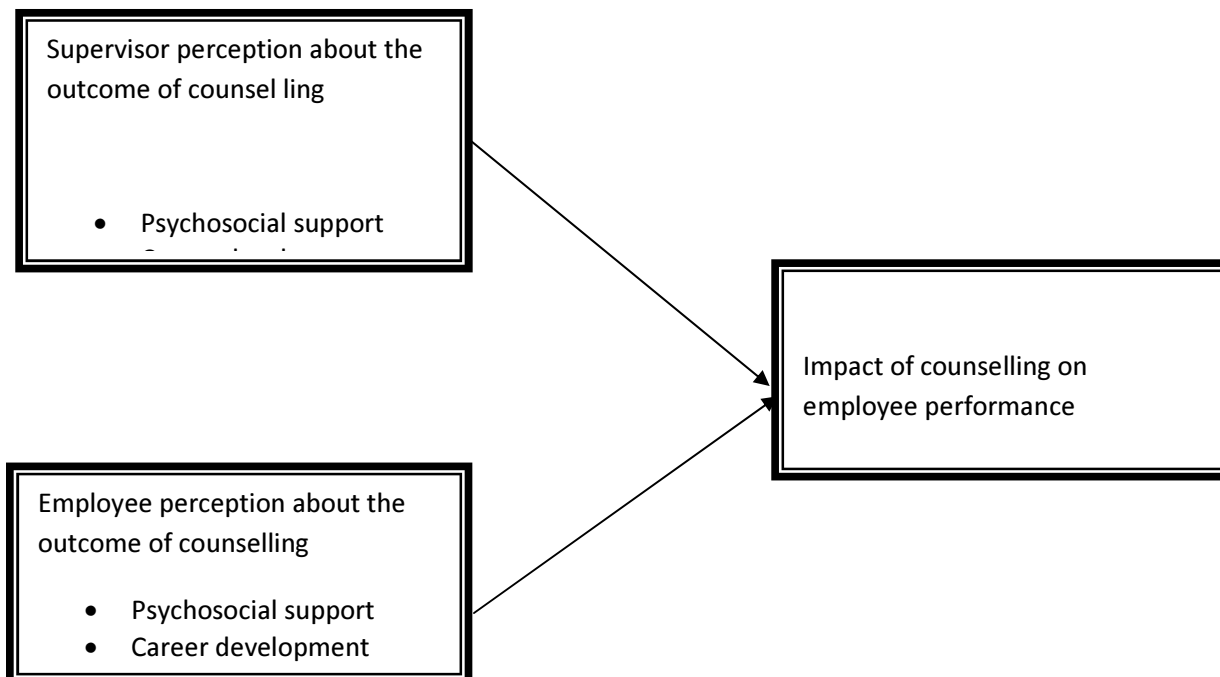 Supervisor perception about the
outcome of counsel ling
• Psychosocial support
Impact of counselling on
employee performance
Employee perception about the
outcome of counselling
• Psychosocial support
• Career development